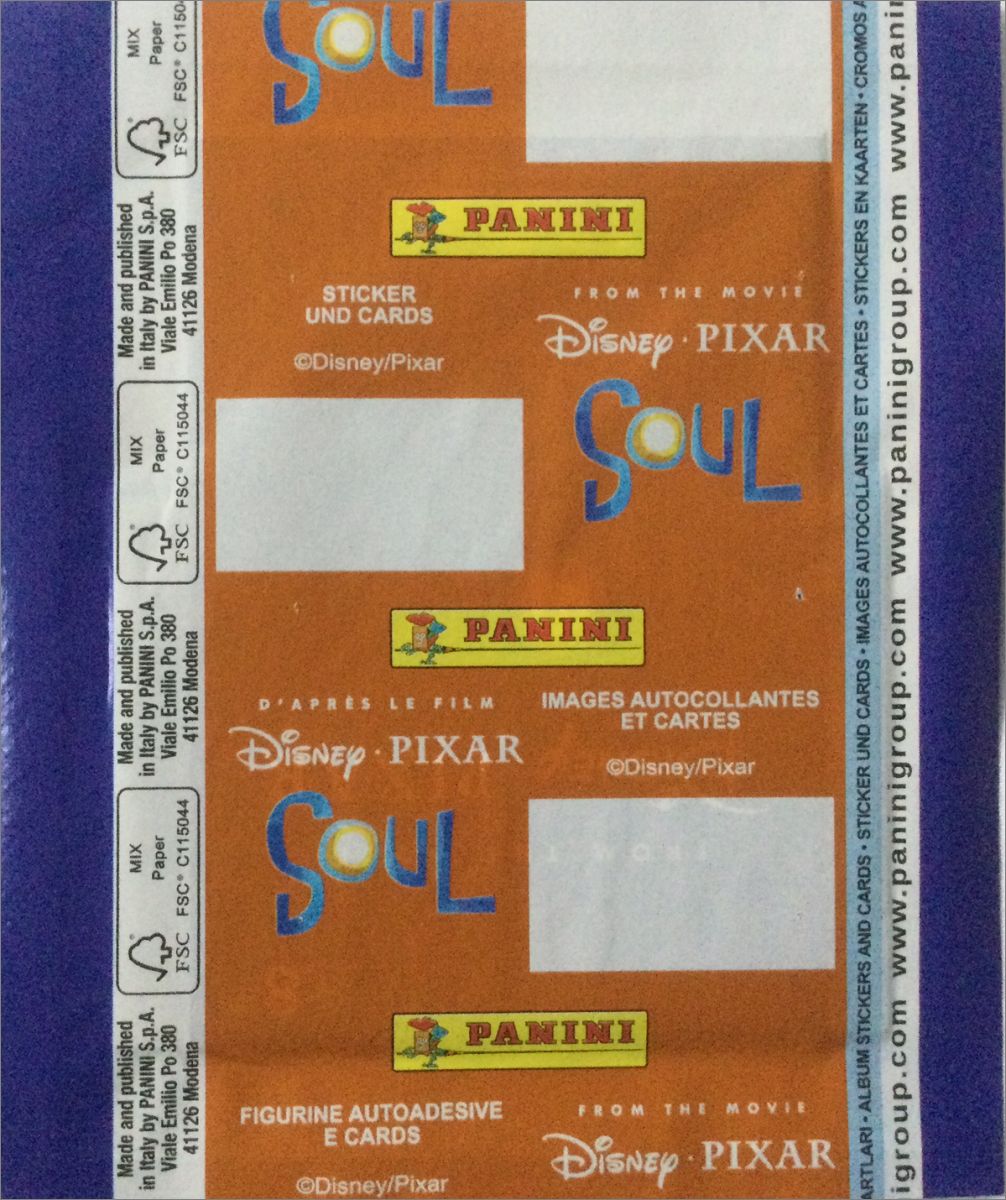 SOUL
PANINI
STICKER
UND CARDS
©Disney/Pixar
FROM THE MOVIE
Disney · PIXAR
SOUL
PANINI
D'APRÈS LE FILM
Disney · PIXAR
SOUL
IMAGES AUTOCOLLANTES
ET CARTES
©Disney/Pixar
PANINI
FIGURINE AUTOADESIVE
E CARDS
©Disney/Pixar
FROM THE MOVIE
Disney · PIXAR
MIX
Paper
FSC® C1150
FSC
Made and published
in Italy by PANINI S.p.A.
Viale Emilio Po 380
41126 Modena
MIX
Paper
FSC® C115044
FSC
Made and published
in Italy by PANINI S.p.A.
Viale Emilio Po 380
41126 Modena
MIX
Paper
FSC® C115044
FSC
Made and published
in Italy by PANINI S.p.A.
Viale Emilio Po 380
41126 Modena
ARTLARI • ALBUM STICKERS AND CARDS • STICKER UND CARDS • IMAGES AUTOCOLLANTES ET CARTES • STICKERS EN KAARTEN • CROMOS A
igroup.com www.paninigroup.com www.paninigroup.com www.pani